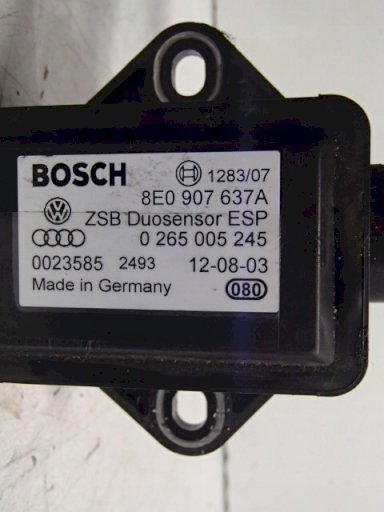 BOSCH 1283/07
8E0 907 637A
ZSB Duosensor ESP
0 265 005 245
0023585 2493 12-08-03
Made in Germany 080